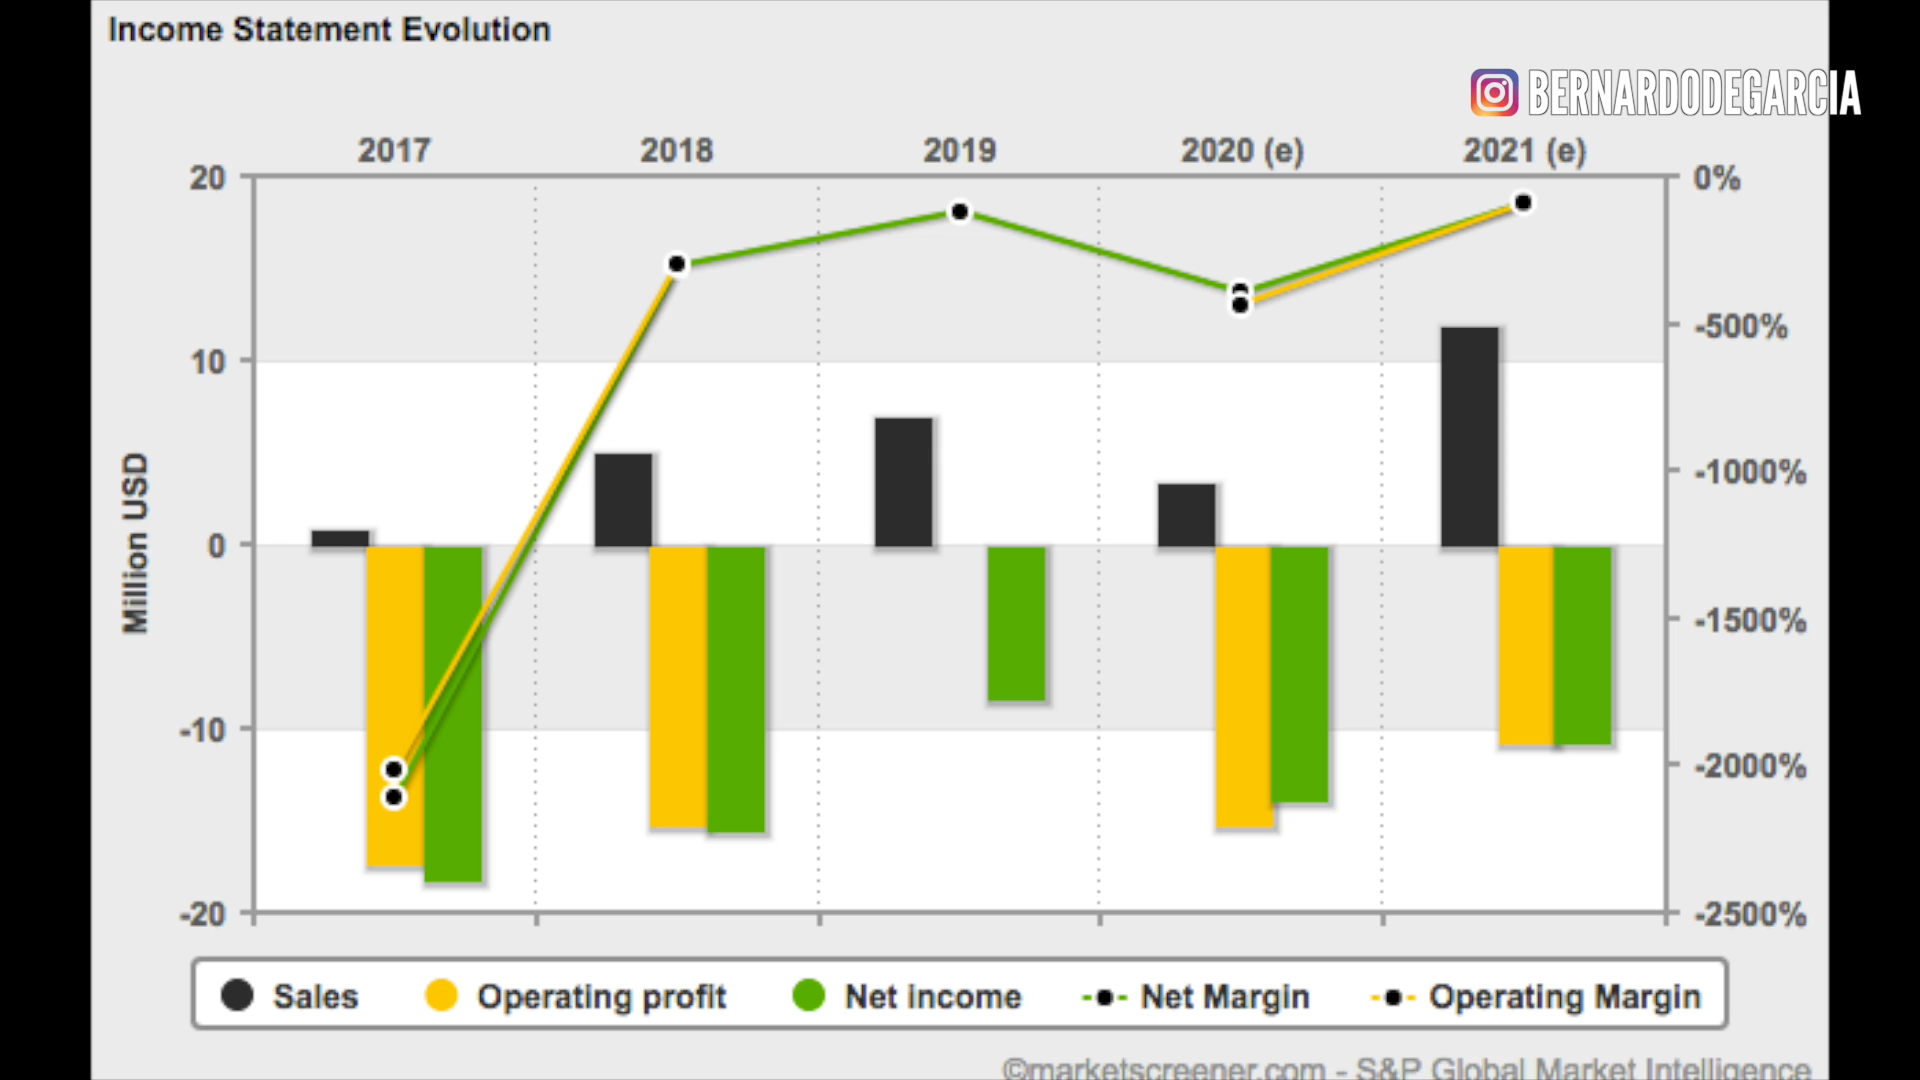 Income Statement Evolution
BERNARDODEGARCIA
2017 2018 2019 2020 (e) 2021 (e)
20 0%
-500%
10
-1000%
Million USD
0
-1500%
-10
-2000%
-20 -2500%
Sales Operating profit Net income Net Margin Operating Margin
©marketscreener.com - S&P Global Market Intelligence